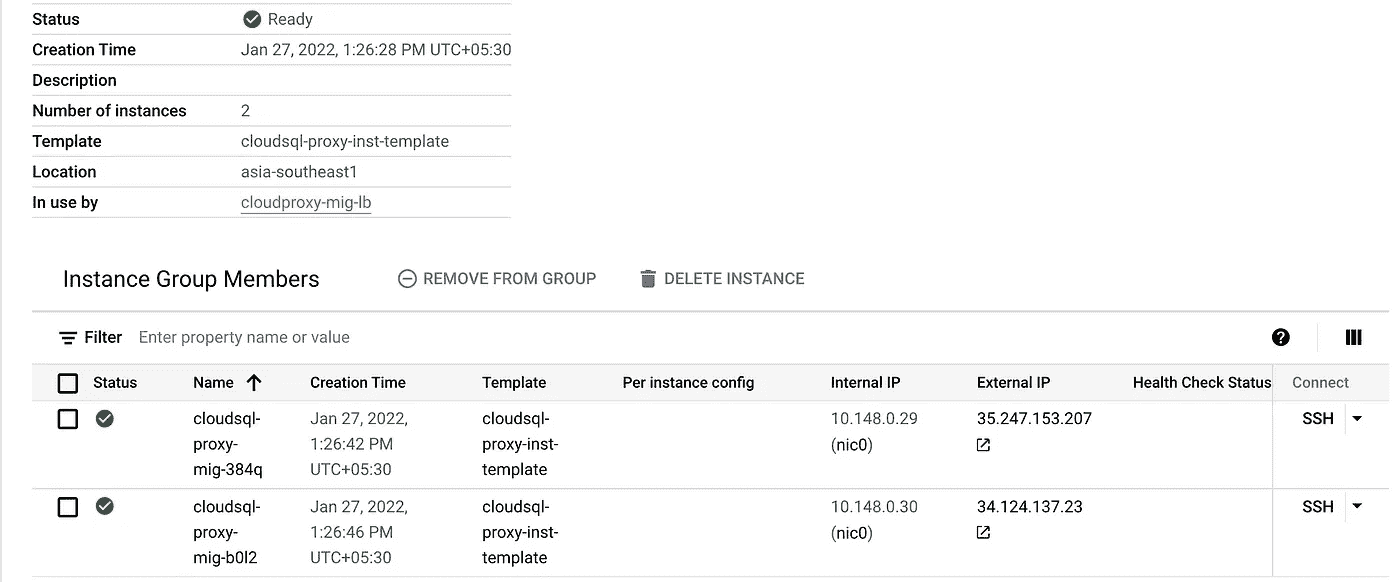 Status Ready
Creation Time Jan 27, 2022, 1:26:28 PM UTC+05:30
Description
Number of instances 2
Template cloudsql-proxy-inst-template
Location asia-southeast1
In use by cloudproxy-mig-lb
Instance Group Members REMOVE FROM GROUP DELETE INSTANCE
Filter Enter property name or value
Status Name Creation Time Template Per instance config Internal IP External IP Health Check Status Connect
cloudsql- Jan 27, 2022, cloudsql- 10.148.0.29 35.247.153.207 SSH
proxy- 1:26:42 PM proxy-inst- (nic0)
mig-384q UTC+05:30 template
cloudsql- Jan 27, 2022, cloudsql- 10.148.0.30 34.124.137.23 SSH
proxy- 1:26:46 PM proxy-inst- (nic0)
mig-b0l2 UTC+05:30 template